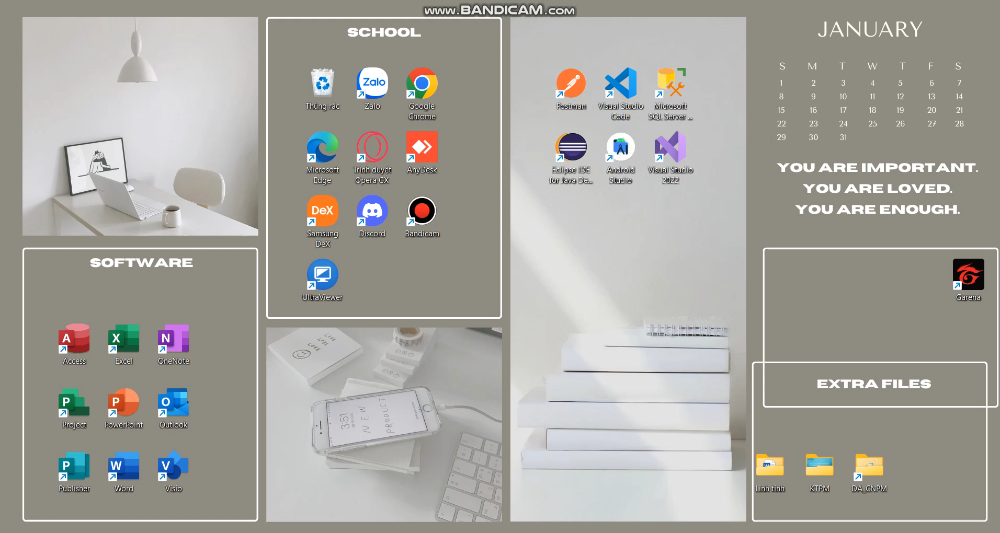 www.BANDICAM.com
SCHOOL
Thùng rác
Zalo
Zalo
Google
Chrome
Microsoft
Edge
Trình duyệt
Opera GX
AnyDesk
DeX
Samsung
DeX
Discord
Bandicam
UltraViewer
SOFTWARE
A
Access
X
Excel
N
OneNote
P
Project
P
PowerPoint
O
Outlook
P
Publisher
W
Word
V
Visio
LOVE
LOVE
LOVE
3:51
NEW
PRODUCT
Postman
Visual Studio
Code
Microsoft
SQL Server ...
Eclipse IDE
for Java De...
Android
Studio
Visual Studio
2022
JANUARY
S M T W T F S
1 2 3 4 5 6 7
8 9 10 11 12 13 14
15 16 17 18 19 20 21
22 23 24 25 26 27 28
29 30 31
YOU ARE IMPORTANT.
YOU ARE LOVED.
YOU ARE ENOUGH.
Garena
EXTRA FILES
W
Linh tinh
KTPM
DA_CNPM